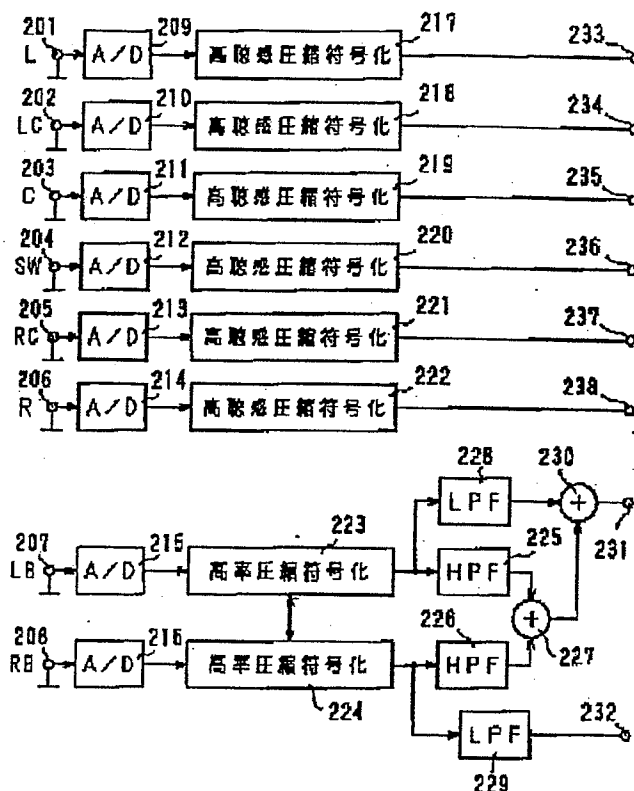 201 209 217 233
L A/D 高聴感圧縮符号化
202 210 218 234
LC A/D 高聴感圧縮符号化
203 211 219 235
C A/D 高聴感圧縮符号化
204 212 220 236
SW A/D 高聴感圧縮符号化
205 213 221 237
RC A/D 高聴感圧縮符号化
206 214 222 238
R A/D 高聴感圧縮符号化
228 230
LPF +
231
207 215 223 225
LB A/D 高率圧縮符号化 HPF
+ 227
208 216 226
RB A/D 高率圧縮符号化 HPF
224 232
LPF
229